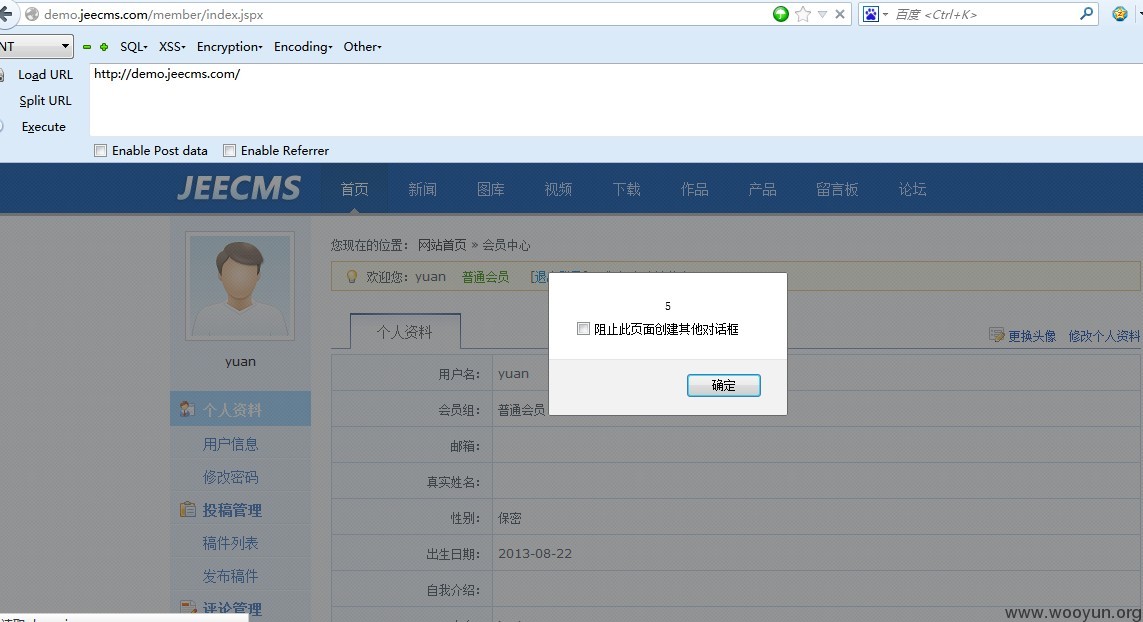 demo.jeecms.com/member/index.jspx
百度 <Ctrl+K>
NT SQL XSS Encryption Encoding Other
Load URL
http://demo.jeecms.com/
Split URL
Execute
Enable Post data Enable Referrer
JEECMS 首页 新闻 图库 视频 下载 作品 产品 留言板 论坛
您现在的位置： 网站首页 » 会员中心
欢迎您：yuan 普通会员
5
阻止此页面创建其他对话框
确定
个人资料
更换头像 修改个人资料
yuan
用户名： yuan
会员组： 普通会员
邮箱：
真实姓名：
性别： 保密
出生日期： 2013-08-22
自我介绍：
个人资料
用户信息
修改密码
投稿管理
稿件列表
发布稿件
评论管理
www.wooyun.org